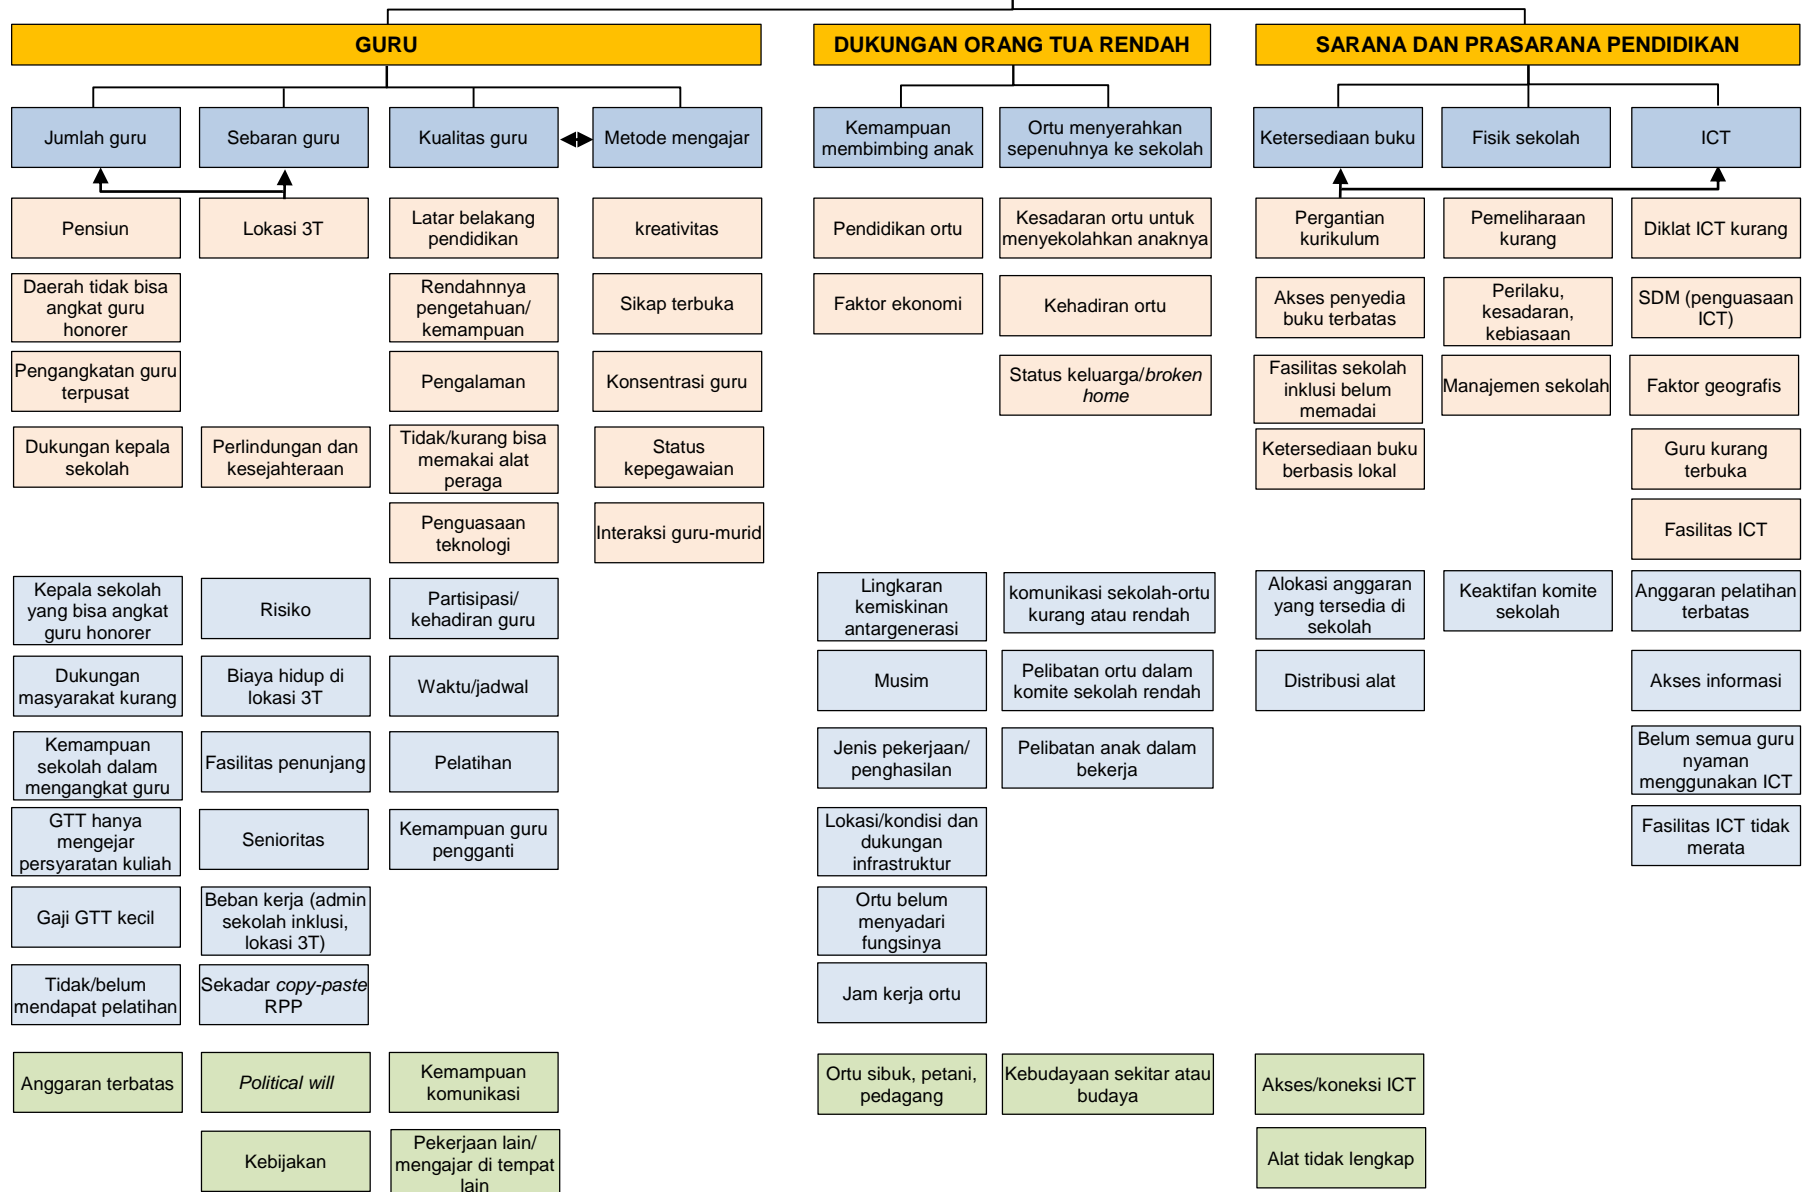 GURU
DUKUNGAN ORANG TUA RENDAH
SARANA DAN PRASARANA PENDIDIKAN
Jumlah guru
Sebaran guru
Kualitas guru
Metode mengajar
Kemampuan
membimbing anak
Ortu menyerahkan
sepenuhnya ke sekolah
Ketersediaan buku
Fisik sekolah
ICT
Pensiun
Lokasi 3T
Latar belakang
pendidikan
kreativitas
Pendidikan ortu
Kesadaran ortu untuk
menyekolahkan anaknya
Pergantian
kurikulum
Pemeliharaan
kurang
Diklat ICT kurang
Daerah tidak bisa
angkat guru
honorer
Rendahnnya
pengetahuan/
kemampuan
Sikap terbuka
Faktor ekonomi
Kehadiran ortu
Akses penyedia
buku terbatas
Perilaku,
kesadaran,
kebiasaan
SDM (penguasaan
ICT)
Pengangkatan guru
terpusat
Pengalaman
Konsentrasi guru
Status keluarga/broken
home
Fasilitas sekolah
inklusi belum
memadai
Manajemen sekolah
Faktor geografis
Dukungan kepala
sekolah
Perlindungan dan
kesejahteraan
Tidak/kurang bisa
memakai alat
peraga
Status
kepegawaian
Ketersediaan buku
berbasis lokal
Guru kurang
terbuka
Penguasaan
teknologi
Interaksi guru-murid
Fasilitas ICT
Kepala sekolah
yang bisa angkat
guru honorer
Risiko
Partisipasi/
kehadiran guru
Lingkaran
kemiskinan
antargenerasi
komunikasi sekolah-ortu
kurang atau rendah
Alokasi anggaran
yang tersedia di
sekolah
Keaktifan komite
sekolah
Anggaran pelatihan
terbatas
Dukungan
masyarakat kurang
Biaya hidup di
lokasi 3T
Waktu/jadwal
Musim
Pelibatan ortu dalam
komite sekolah rendah
Distribusi alat
Akses informasi
Kemampuan
sekolah dalam
mengangkat guru
Fasilitas penunjang
Pelatihan
Jenis pekerjaan/
penghasilan
Pelibatan anak dalam
bekerja
Belum semua guru
nyaman
menggunakan ICT
GTT hanya
mengejar
persyaratan kuliah
Senioritas
Kemampuan guru
pengganti
Lokasi/kondisi dan
dukungan
infrastruktur
Fasilitas ICT tidak
merata
Gaji GTT kecil
Beban kerja (admin
sekolah inklusi,
lokasi 3T)
Ortu belum
menyadari
fungsinya
Tidak/belum
mendapat pelatihan
Sekadar copy-paste
RPP
Jam kerja ortu
Anggaran terbatas
Political will
Kemampuan
komunikasi
Ortu sibuk, petani,
pedagang
Kebudayaan sekitar atau
budaya
Akses/koneksi ICT
Kebijakan
Pekerjaan lain/
mengajar di tempat
lain
Alat tidak lengkap